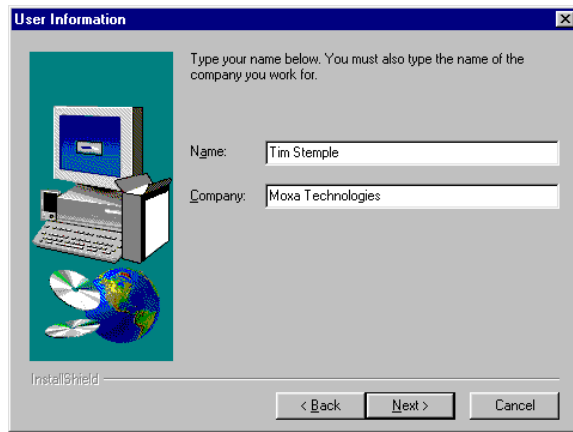 User Information
Type your name below. You must also type the name of the
company you work for.
Name: Tim Stemple
Company: Moxa Technologies
InstallShield
< Back Next > Cancel